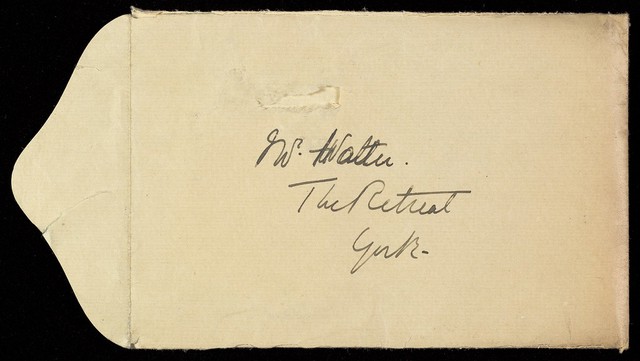 Mr. Walter.
The Retreat
York-